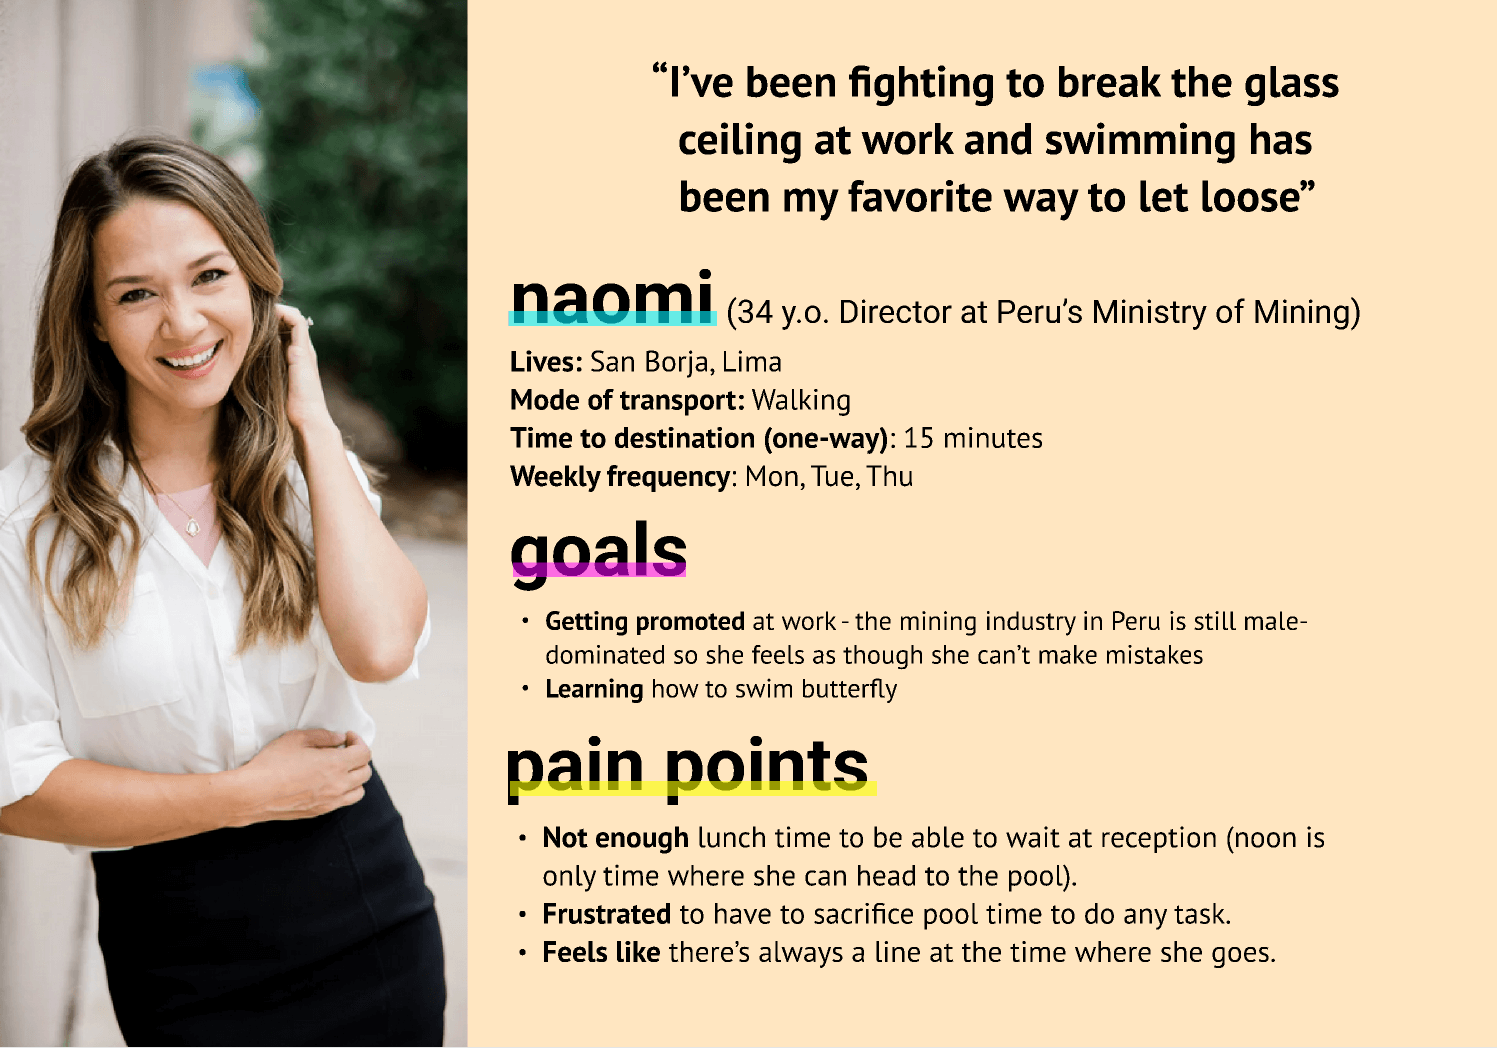 “I’ve been fighting to break the glass
ceiling at work and swimming has
been my favorite way to let loose”
naomi (34 y.o. Director at Peru’s Ministry of Mining)
Lives: San Borja, Lima
Mode of transport: Walking
Time to destination (one-way): 15 minutes
Weekly frequency: Mon, Tue, Thu
goals
• Getting promoted at work - the mining industry in Peru is still male-
dominated so she feels as though she can’t make mistakes
• Learning how to swim butterfly
pain points
• Not enough lunch time to be able to wait at reception (noon is
only time where she can head to the pool).
• Frustrated to have to sacrifice pool time to do any task.
• Feels like there’s always a line at the time where she goes.